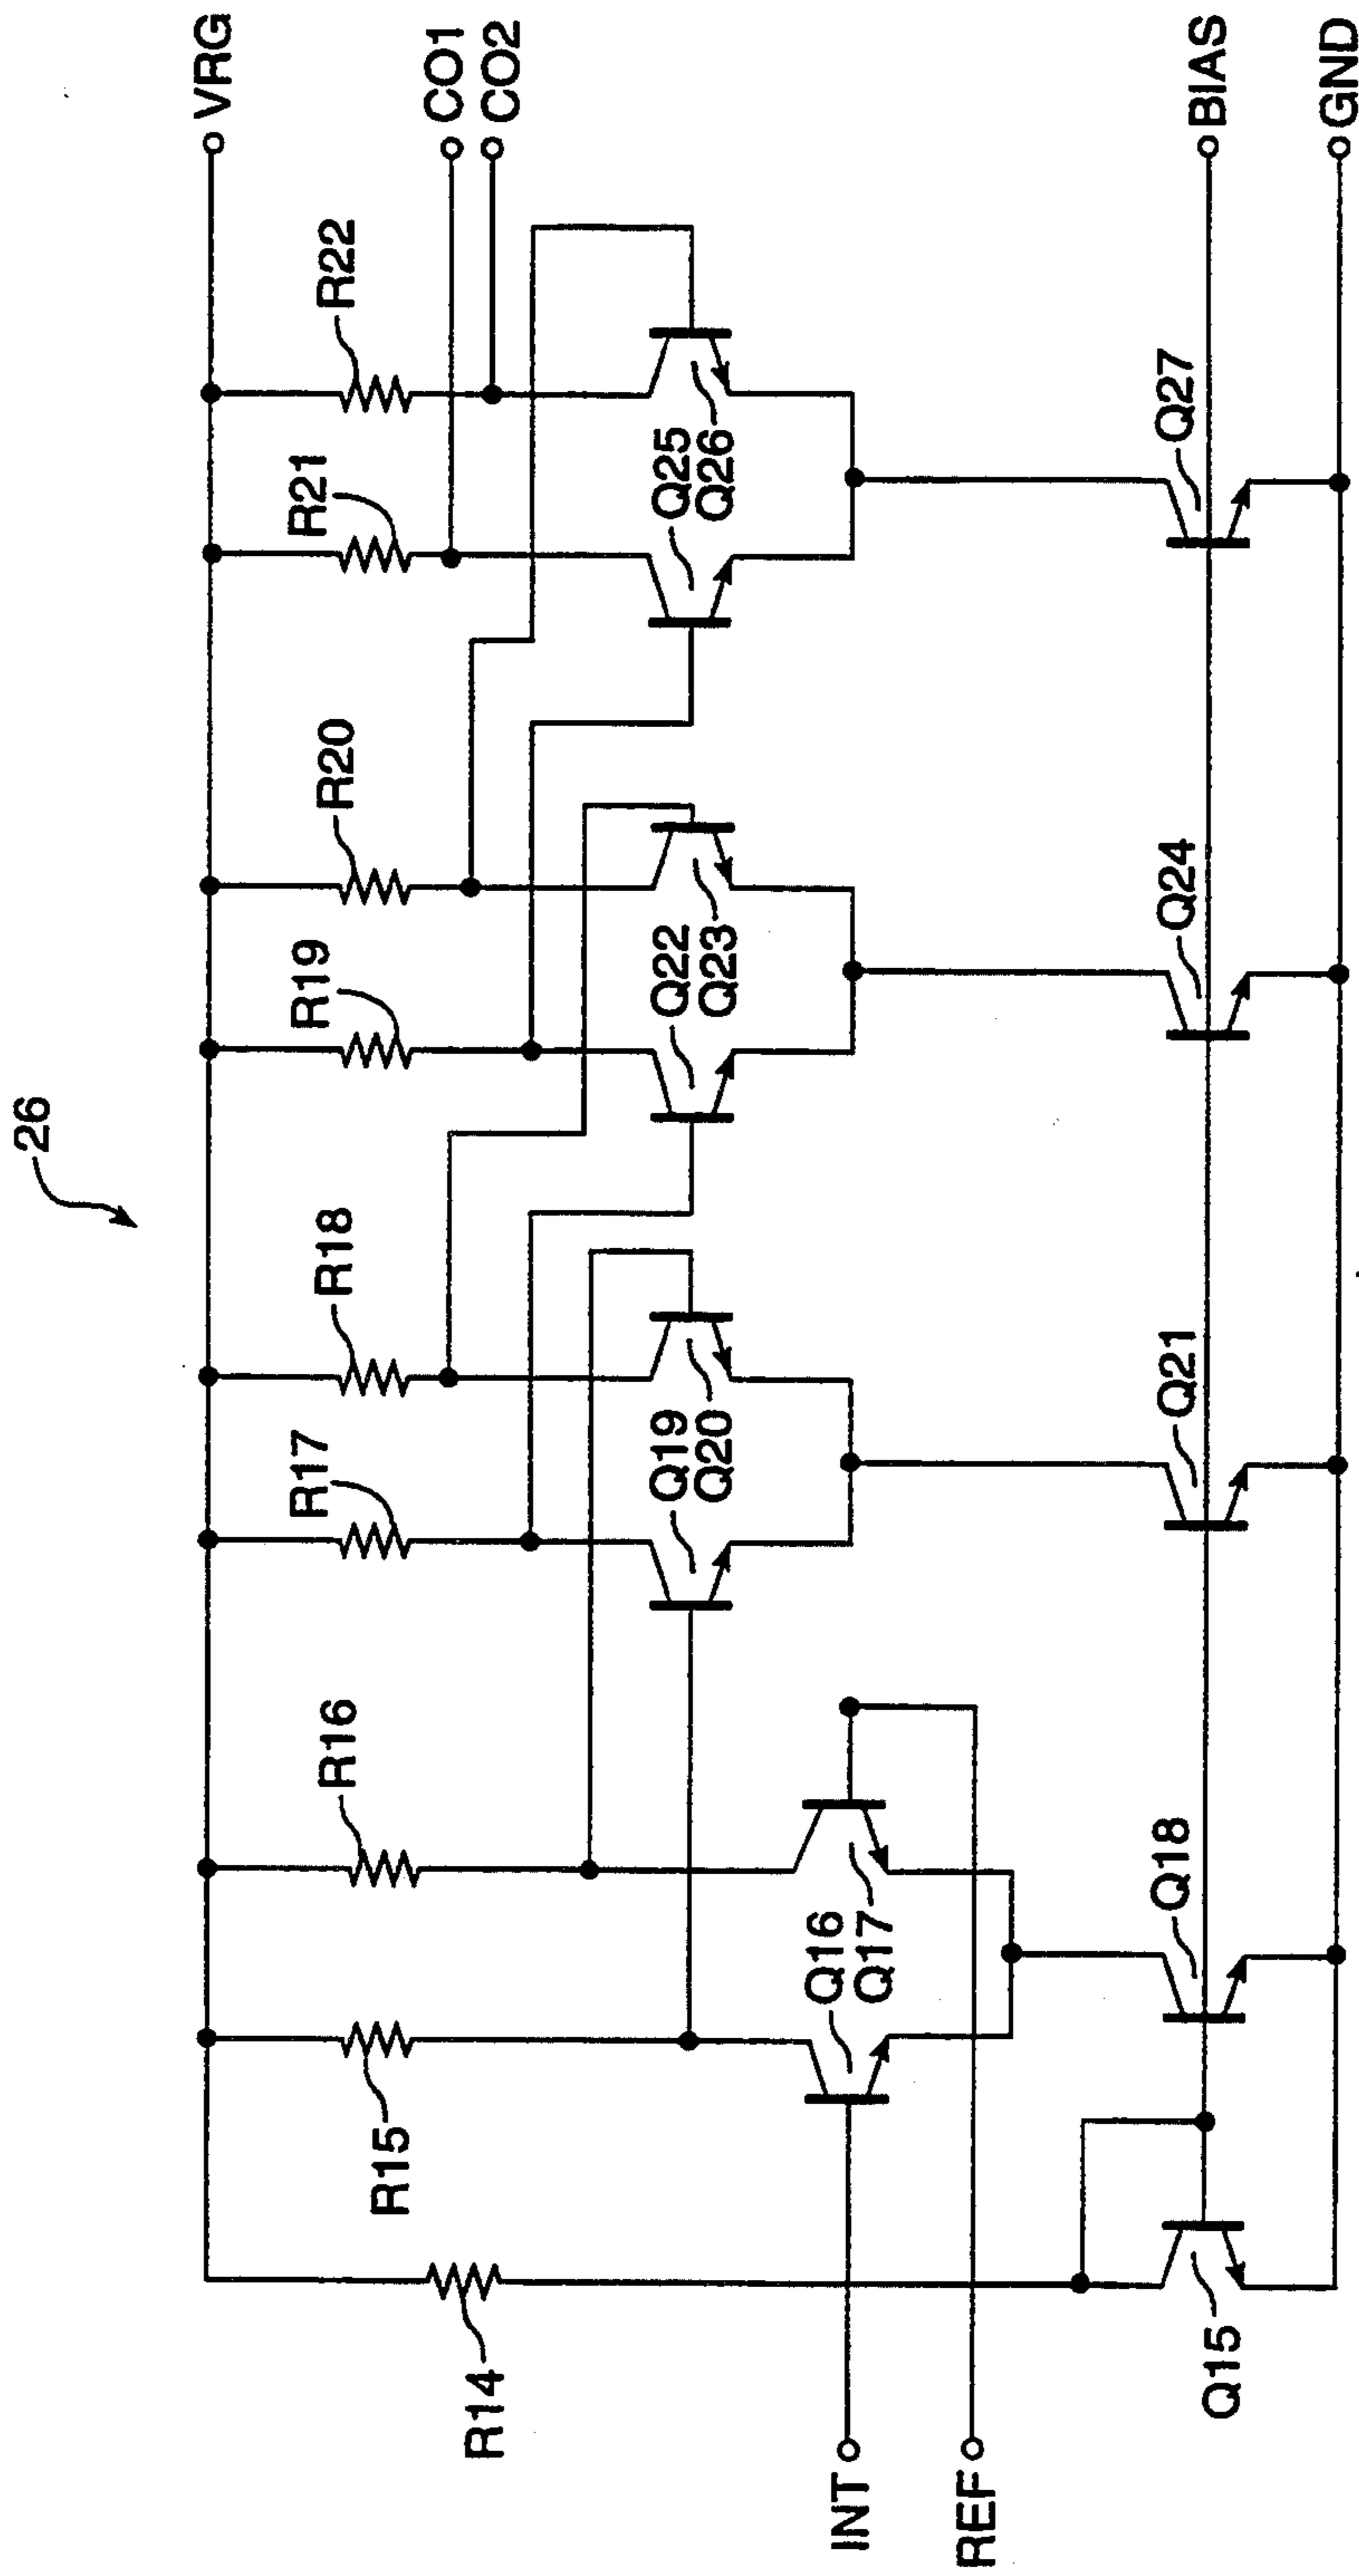 26
VRG
CO1
CO2
BIAS
GND
R14
R15
R16
R17
R18
R19
R20
R21
R22
Q16
Q17
Q19
Q20
Q22
Q23
Q25
Q26
Q15
Q18
Q21
Q24
Q27
INT
REF